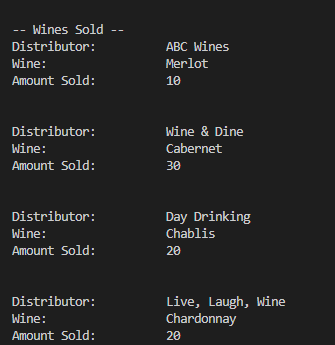 -- Wines Sold --
Distributor: ABC Wines
Wine: Merlot
Amount Sold: 10
Distributor: Wine & Dine
Wine: Cabernet
Amount Sold: 30
Distributor: Day Drinking
Wine: Chablis
Amount Sold: 20
Distributor: Live, Laugh, Wine
Wine: Chardonnay
Amount Sold: 20